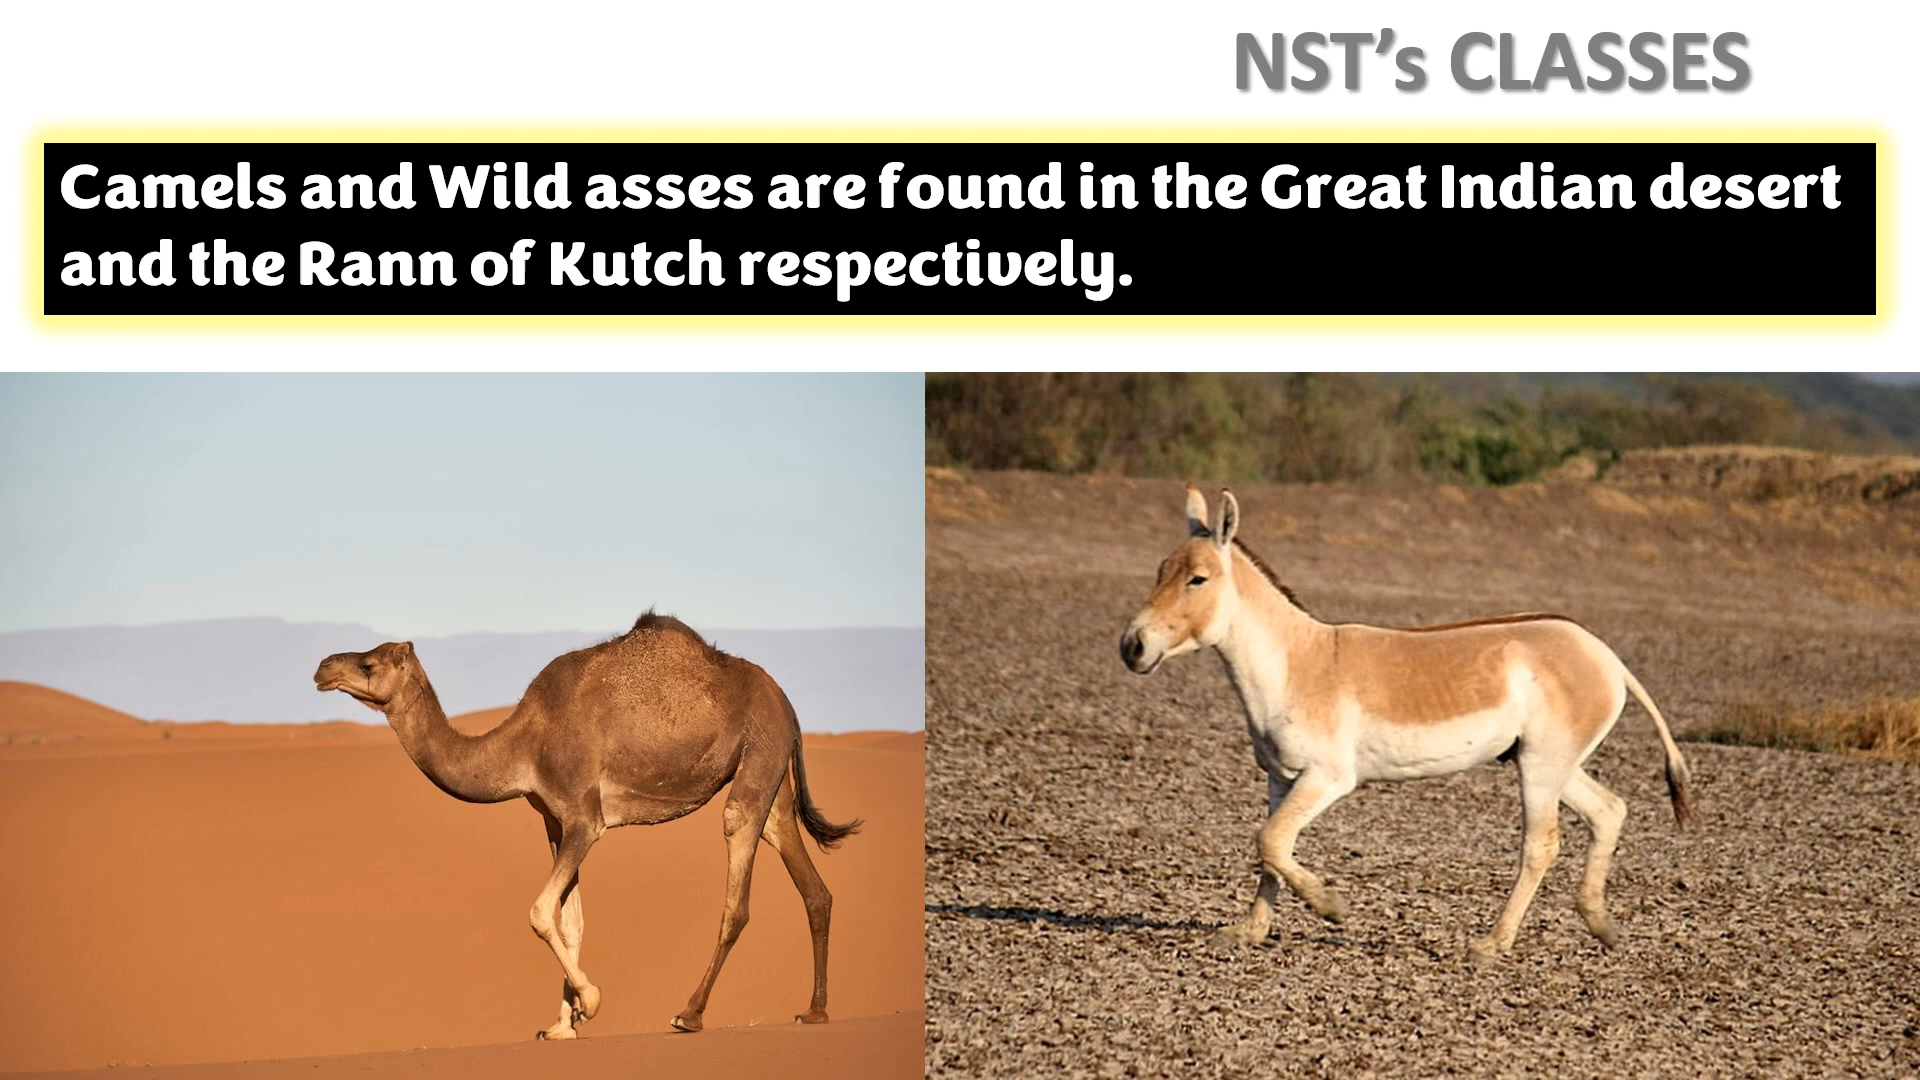 NST’s CLASSES
Camels and Wild asses are found in the Great Indian desert
and the Rann of Kutch respectively.